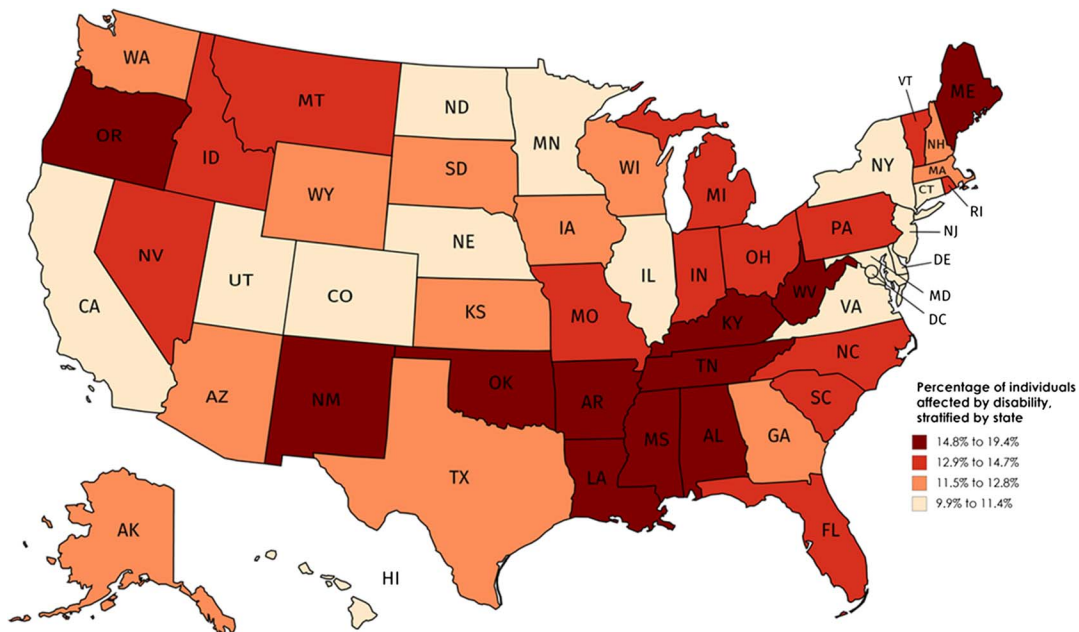 WA
OR
CA
NV
ID
MT
WY
UT
CO
AZ
NM
ND
SD
NE
KS
OK
TX
MN
IA
MO
AR
LA
WI
IL
MI
IN
OH
KY
TN
MS
AL
GA
FL
SC
NC
VA
WV
PA
NY
VT
NH
ME
MA
CT
RI
NJ
DE
MD
DC
AK
HI
Percentage of individuals
affected by disability,
stratified by state
14.8% to 19.4%
12.9% to 14.7%
11.5% to 12.8%
9.9% to 11.4%